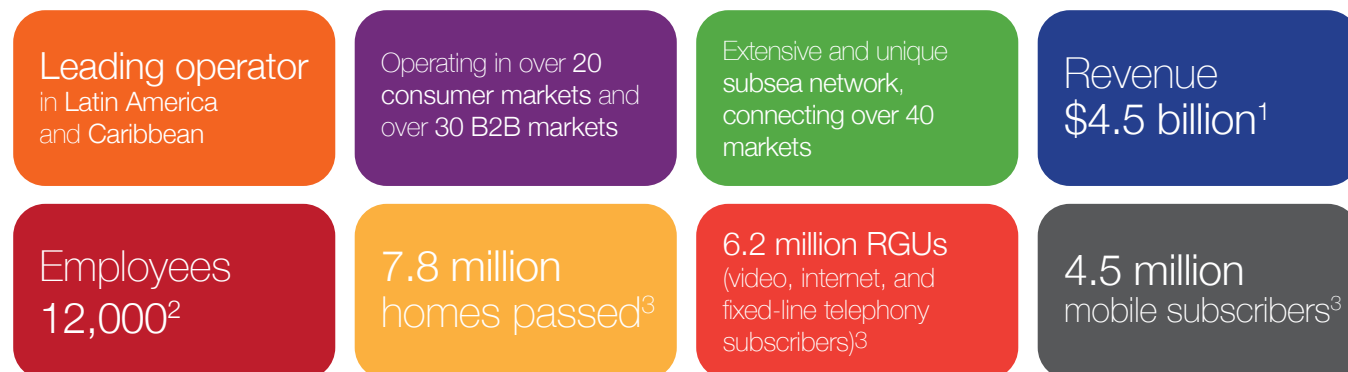 Leading operator
in Latin America
and Caribbean
Operating in over 20
consumer markets and
over 30 B2B markets
Extensive and unique
subsea network,
connecting over 40
markets
Revenue
$4.5 billion¹
Employees
12,000²
7.8 million
homes passed³
6.2 million RGUs
(video, internet, and
fixed-line telephony
subscribers)³
4.5 million
mobile subscribers³